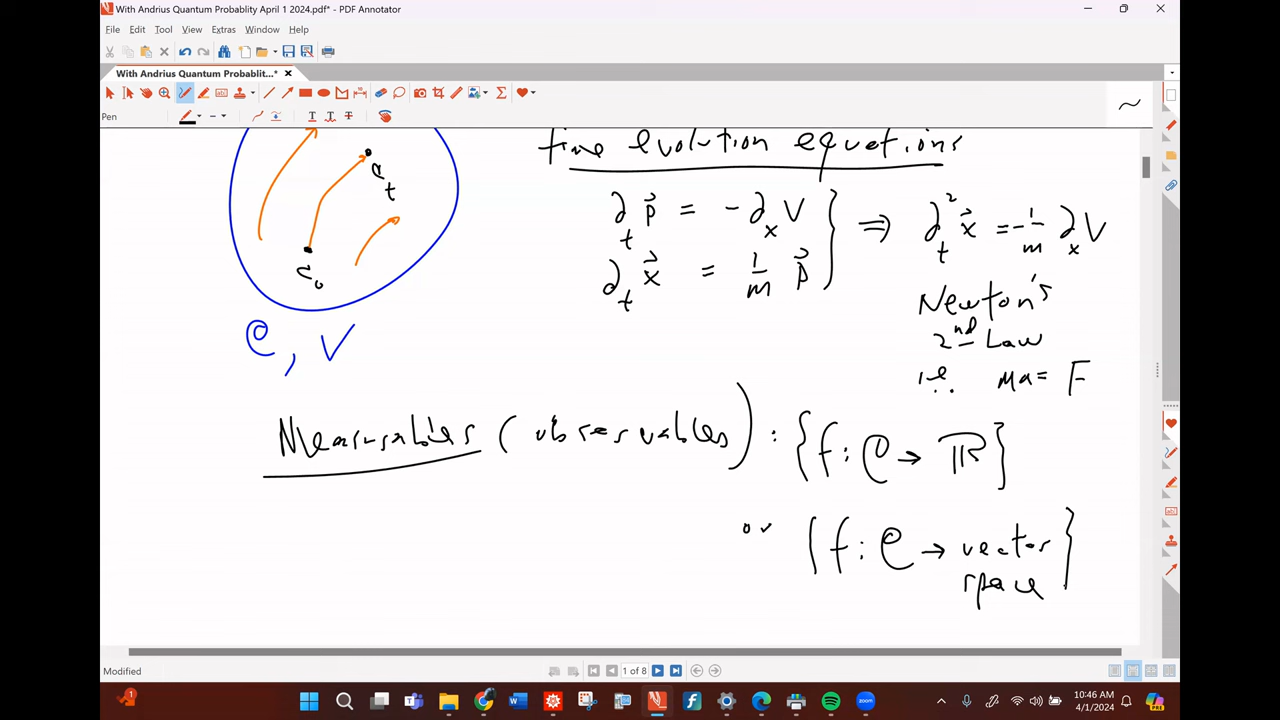 With Andrius Quantum Probablity April 1 2024.pdf* - PDF Annotator
File Edit Tool View Extras Window Help
With Andrius Quantum Probablit...*
Pen
time evolution equations
∂_t p⃗ = -∂_x V
∂_t x⃗ = 1/m p⃗
⇒ ∂_t² x⃗ = -1/m ∂_x V
Newton's
2nd Law
i.e. ma = F
c_t
c_0
C, V
Measurables (observables) : {f : C → ℝ}
or {f : C → vector
space}
Modified
1 of 8
1
10:46 AM
4/1/2024